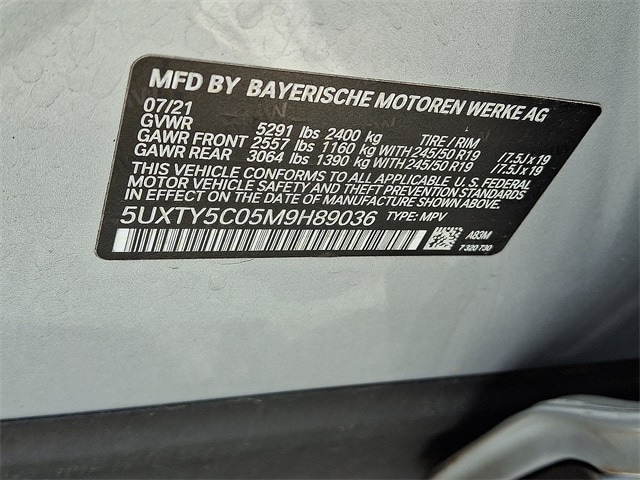 MFD BY BAYERISCHE MOTOREN WERKE AG
07/21
GVWR 5291 lbs 2400 kg TIRE / RIM
GAWR FRONT 2557 lbs 1160 kg WITH 245/50 R19 /7.5J x 19
GAWR REAR 3064 lbs 1390 kg WITH 245/50 R19 /7.5J x 19
THIS VEHICLE CONFORMS TO ALL APPLICABLE U.S. FEDERAL
MOTOR VEHICLE SAFETY AND THEFT PREVENTION STANDARDS
IN EFFECT ON THE DATE OF MANUFACTURE SHOWN ABOVE.
5UXTY5C05M9H89036 TYPE: MPV
A83M
7 320 730